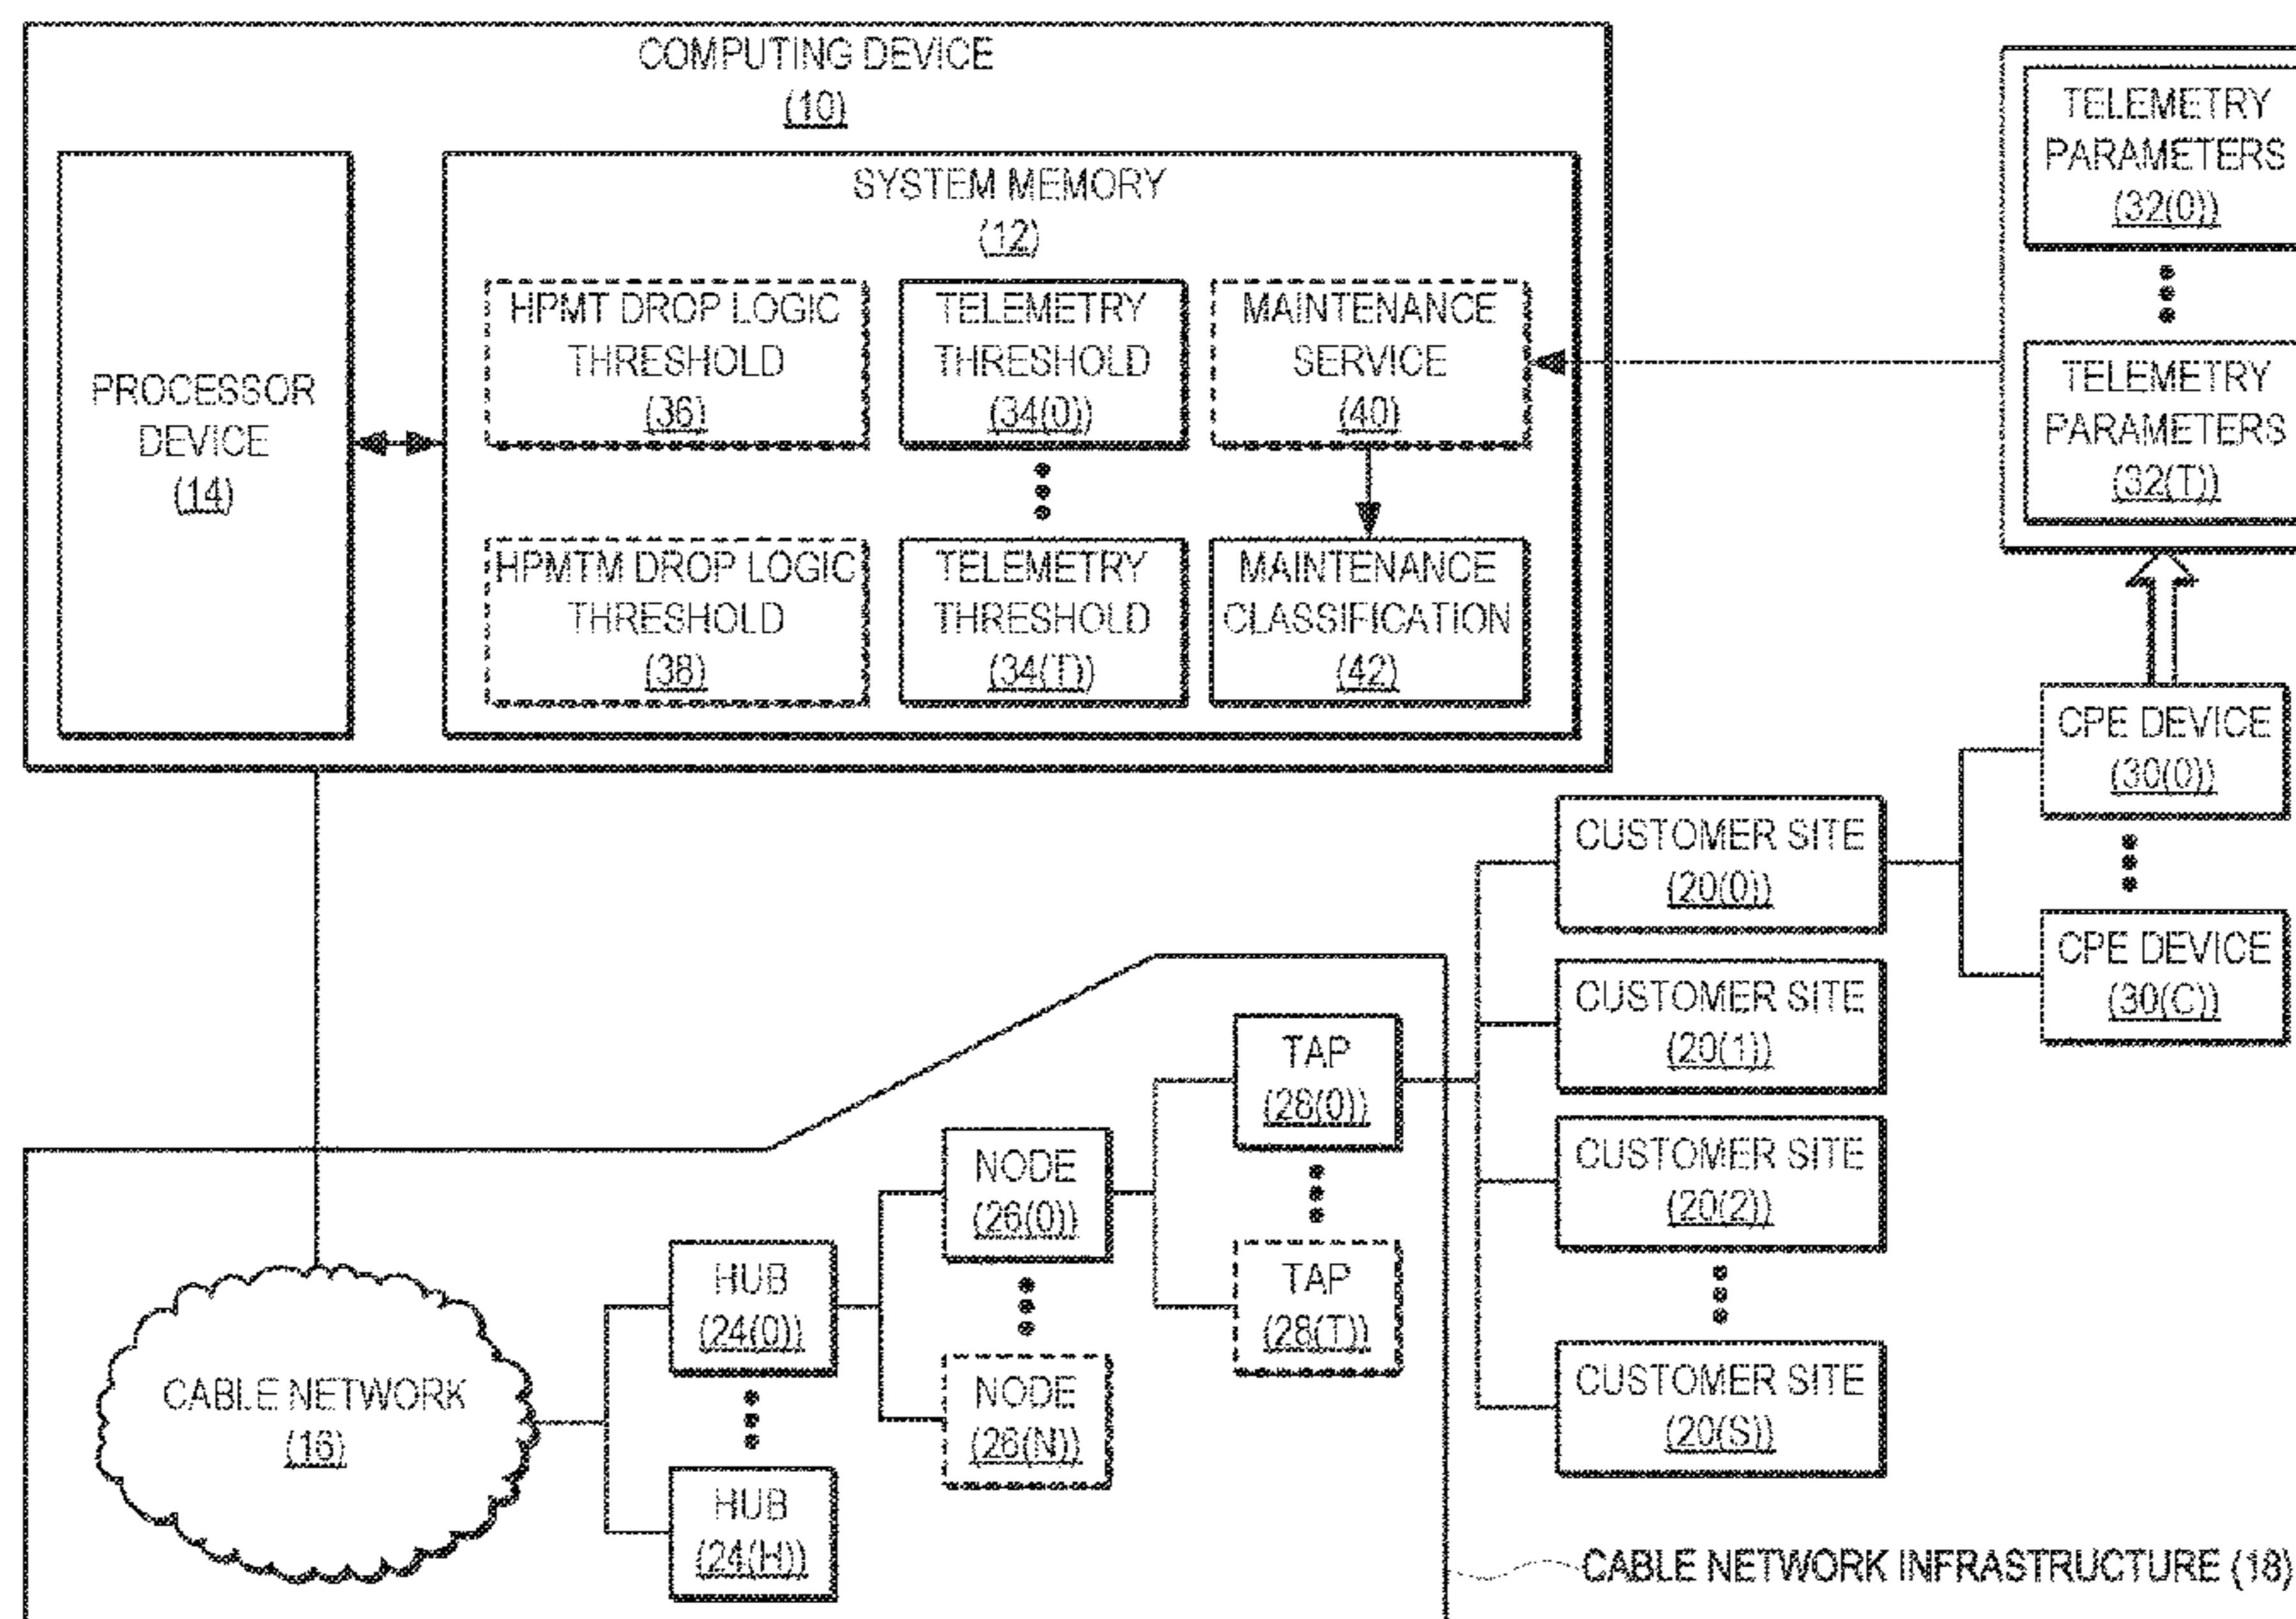 COMPUTING DEVICE
(10)
PROCESSOR
DEVICE
(14)
SYSTEM MEMORY
(12)
HPMT DROP LOGIC
THRESHOLD
(36)
TELEMETRY
THRESHOLD
(34(0))
MAINTENANCE
SERVICE
(40)
HPMTM DROP LOGIC
THRESHOLD
(38)
TELEMETRY
THRESHOLD
(34(T))
MAINTENANCE
CLASSIFICATION
(42)
TELEMETRY
PARAMETERS
(32(0))
TELEMETRY
PARAMETERS
(32(T))
CPE DEVICE
(30(0))
CPE DEVICE
(30(C))
CUSTOMER SITE
(20(0))
CUSTOMER SITE
(20(1))
CUSTOMER SITE
(20(2))
CUSTOMER SITE
(20(S))
TAP
(28(0))
TAP
(28(T))
NODE
(26(0))
NODE
(26(N))
HUB
(24(0))
HUB
(24(H))
CABLE NETWORK
(16)
CABLE NETWORK INFRASTRUCTURE (18)